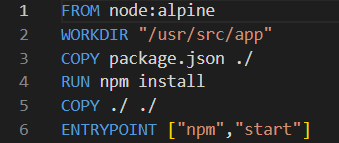 1 FROM node:alpine
2 WORKDIR "/usr/src/app"
3 COPY package.json ./
4 RUN npm install
5 COPY ./ ./
6 ENTRYPOINT ["npm","start"]